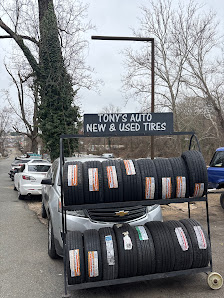 TONY'S AUTO
NEW & USED TIRES